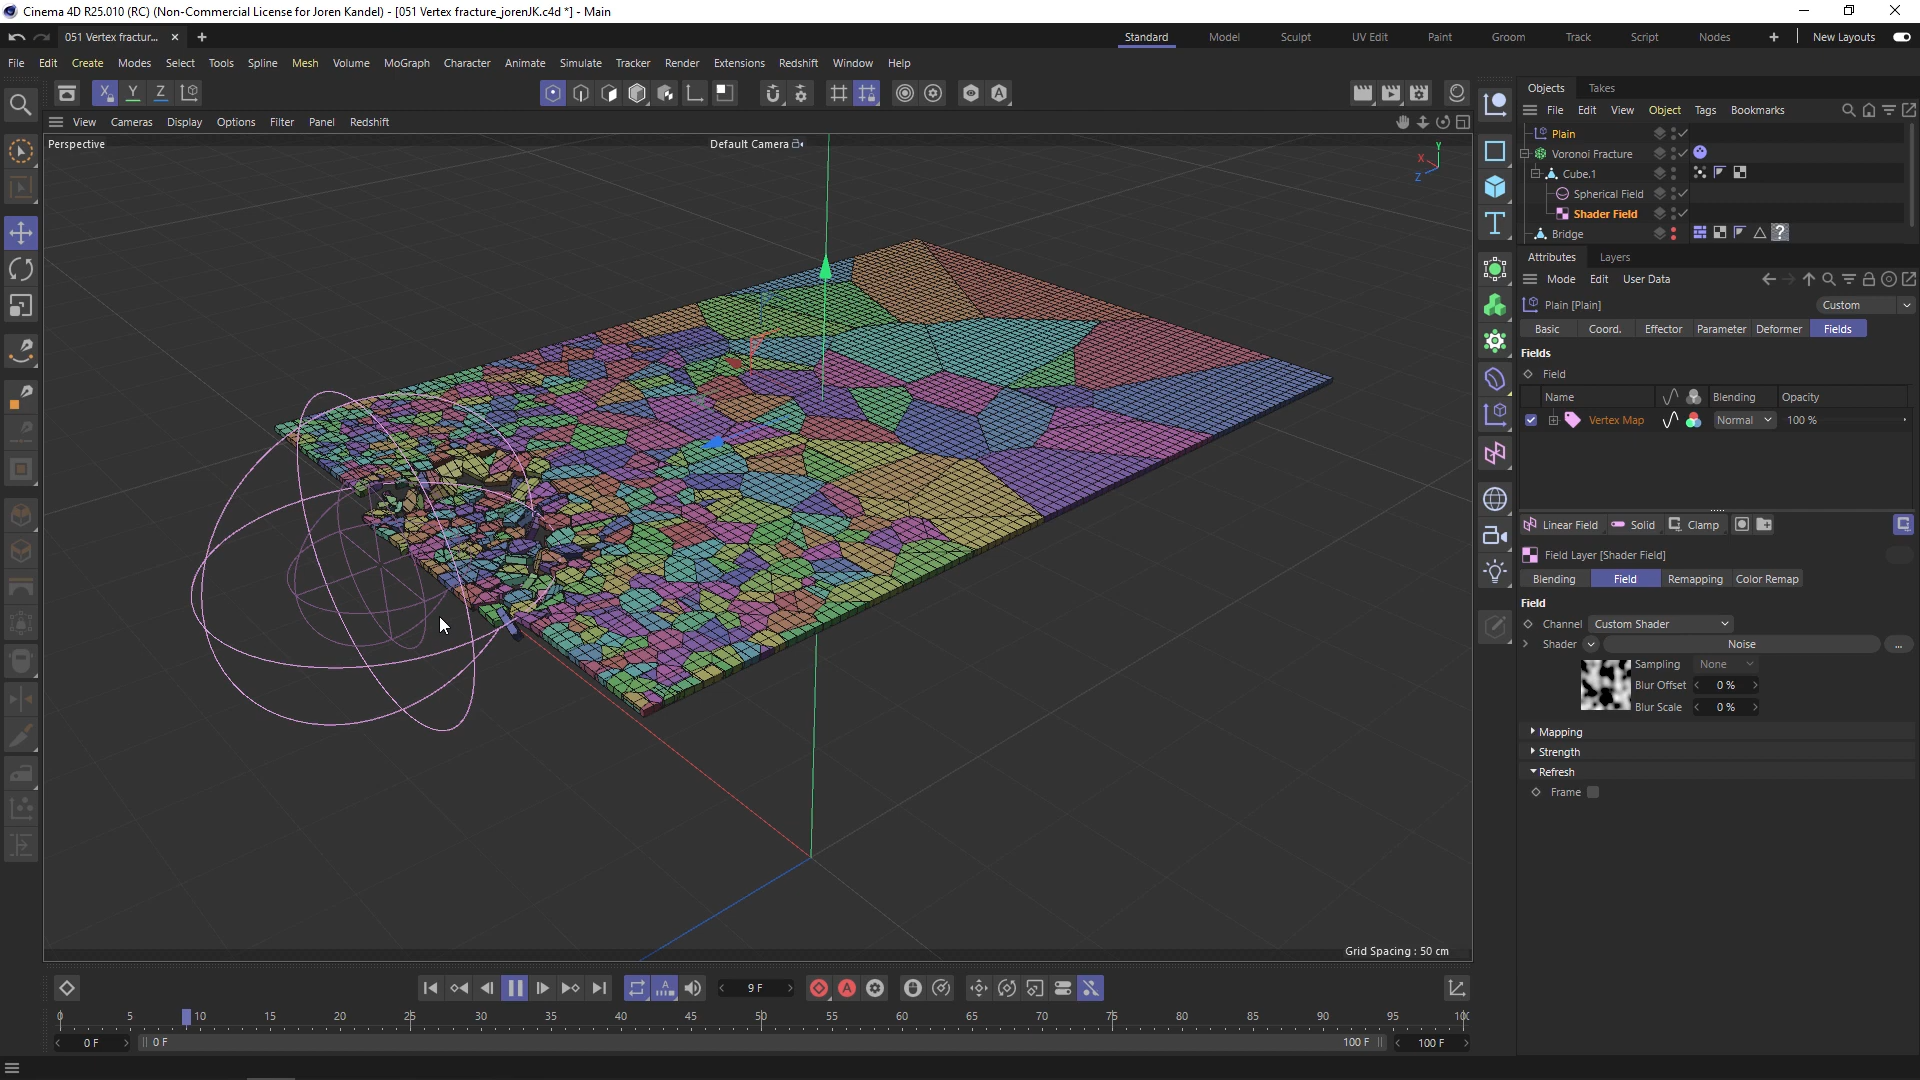 Cinema 4D R25.010 (RC) (Non-Commercial License for Joren Kandel) - [051 Vertex fracture_jorenJK.c4d *] - Main
051 Vertex fractur... × + Standard Model Sculpt UV Edit Paint Groom Track Script Nodes + New Layouts
File Edit Create Modes Select Tools Spline Mesh Volume MoGraph Character Animate Simulate Tracker Render Extensions Redshift Window Help
X Y Z
View Cameras Display Options Filter Panel Redshift
Perspective
Default Camera
Y
X
Z
Grid Spacing : 50 cm
Objects Takes
File Edit View Object Tags Bookmarks
Plain
Voronoi Fracture
Cube.1
Spherical Field
Shader Field
Bridge
?
Attributes Layers
Mode Edit User Data
Plain [Plain] Custom
Basic Coord. Effector Parameter Deformer Fields
Fields
Field
Name Blending Opacity
Vertex Map Normal 100 %
Linear Field Solid Clamp
Field Layer [Shader Field]
Blending Field Remapping Color Remap
Field
Channel Custom Shader
Shader Noise ...
Sampling None
Blur Offset 0 %
Blur Scale 0 %
Mapping
Strength
Refresh
Frame
9 F
0 5 10 15 20 25 30 35 40 45 50 55 60 65 70 75 80 85 90 95 100
0 F 0 F 100 F 100 F